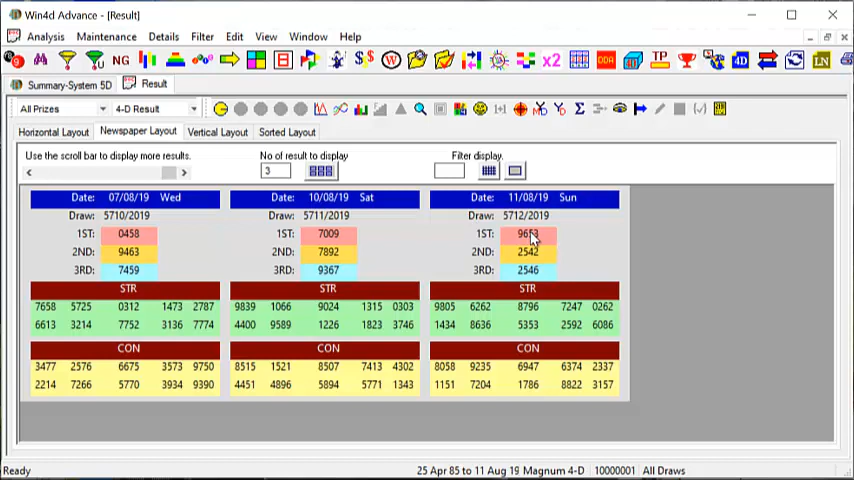 Win4d Advance - [Result]
Analysis Maintenance Details Filter Edit View Window Help
NG x2 DDR 4D TP 4D LN
Summary-System 5D Result
All Prizes 4-D Result
Horizontal Layout Newspaper Layout Vertical Layout Sorted Layout
Use the scroll bar to display more results. No of result to display Filter display.
3
Date: 07/08/19 Wed Date: 10/08/19 Sat Date: 11/08/19 Sun
Draw: 5710/2019 Draw: 5711/2019 Draw: 5712/2019
1ST: 0458 1ST: 7009 1ST:
2ND: 9463 2ND: 7892 2ND: 2542
3RD: 7459 3RD: 9367 3RD: 2546
STR STR STR
7658 5725 0312 1473 2787 9839 1066 9024 1315 0303 9805 6262 8796 7247 0262
6613 3214 7752 3136 7774 4400 9589 1226 1823 3746 1434 8636 5353 2592 6086
CON CON CON
3477 2576 6675 3573 9750 8515 1521 8507 7413 4302 8058 9235 6947 6374 2337
2214 7266 5770 3934 9390 4451 4896 5894 5771 1343 1151 7204 1786 8822 3157
Ready 25 Apr 85 to 11 Aug 19 Magnum 4-D 10000001 All Draws